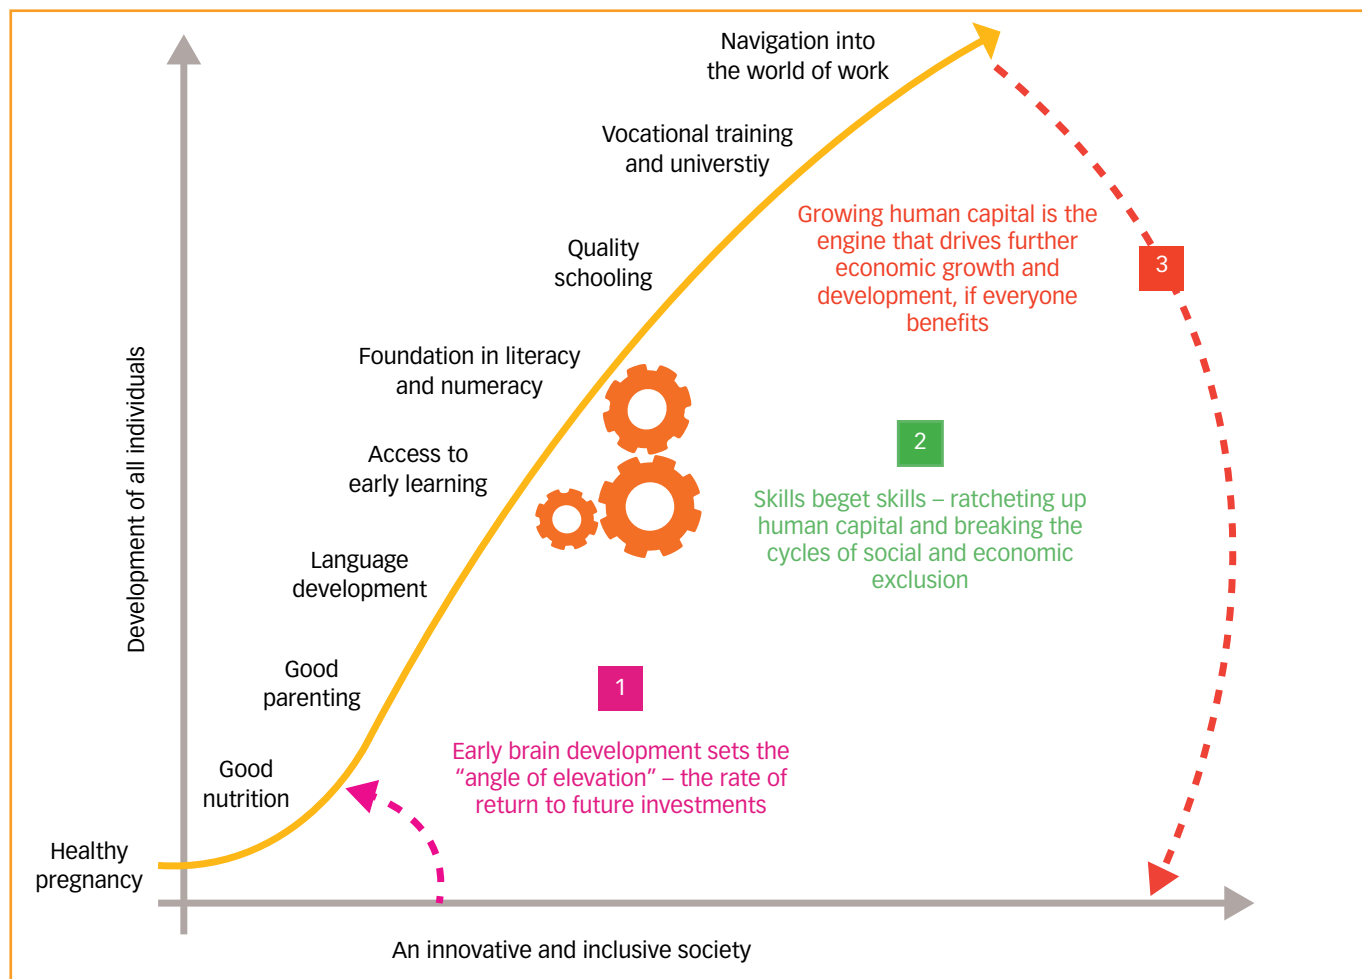 Navigation into
the world of work
Vocational training
and universtiy
Growing human capital is the
engine that drives further
economic growth and
development, if everyone
benefits
3
Quality
schooling
Foundation in literacy
and numeracy
2
Access to
early learning
Skills beget skills – ratcheting up
human capital and breaking the
cycles of social and economic
exclusion
Development of all individuals
Language
development
Good
parenting
1
Early brain development sets the
“angle of elevation” – the rate of
return to future investments
Good
nutrition
Healthy
pregnancy
An innovative and inclusive society